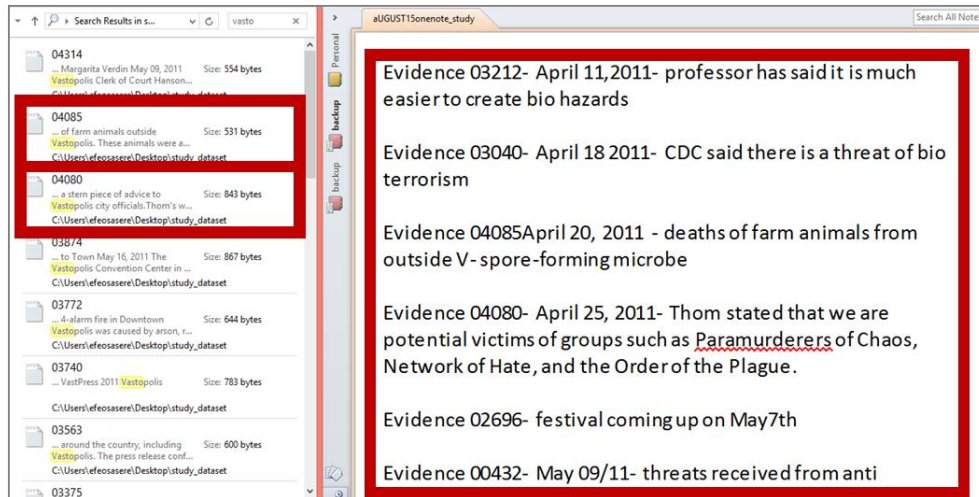 Search Results in s...
vasto
04314
... Margarita Verdin May 09, 2011
Size: 554 bytes
Vastopolis Clerk of Court Hanson...
C:\Users\efeosasere\Desktop\study_dataset
04085
... of farm animals outside
Size: 531 bytes
Vastopolis. These animals were a...
C:\Users\efeosasere\Desktop\study_dataset
04080
... a stern piece of advice to
Size: 843 bytes
Vastopolis city officials.Thom's w...
C:\Users\efeosasere\Desktop\study_dataset
03874
... to Town May 16, 2011 The
Size: 867 bytes
Vastopolis Convention Center in ...
C:\Users\efeosasere\Desktop\study_dataset
03772
... 4-alarm fire in Downtown
Size: 644 bytes
Vastopolis was caused by arson, r...
C:\Users\efeosasere\Desktop\study_dataset
03740
... VastPress 2011 Vastopolis
Size: 783 bytes
C:\Users\efeosasere\Desktop\study_dataset
03563
... around the country, including
Size: 600 bytes
Vastopolis. The press release conf...
C:\Users\efeosasere\Desktop\study_dataset
03375
Personal
backup
backup
aUGUST15onenote_study
Search All Note
Evidence 03212- April 11,2011- professor has said it is much
easier to create bio hazards
Evidence 03040- April 18 2011- CDC said there is a threat of bio
terrorism
Evidence 04085April 20, 2011 - deaths of farm animals from
outside V- spore-forming microbe
Evidence 04080- April 25, 2011- Thom stated that we are
potential victims of groups such as Paramurderers of Chaos,
Network of Hate, and the Order of the Plague.
Evidence 02696- festival coming up on May7th
Evidence 00432- May 09/11- threats received from anti